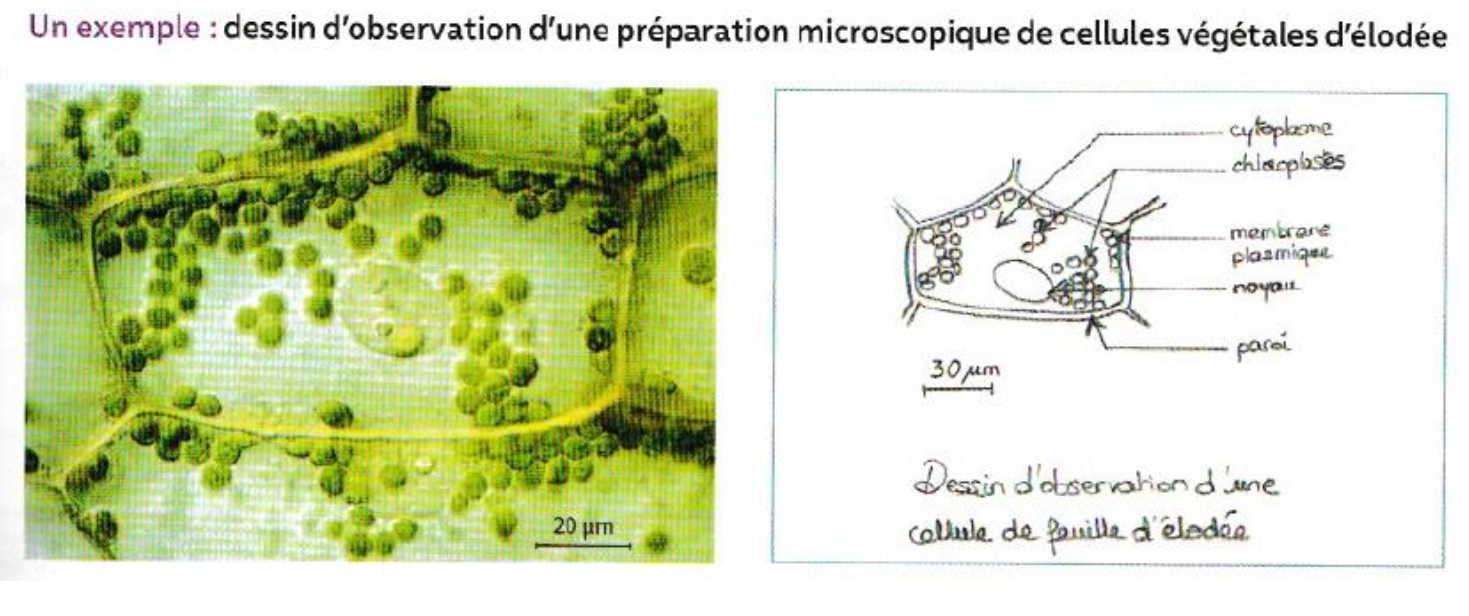 Un exemple : dessin d'observation d'une préparation microscopique de cellules végétales d'élodée
20 µm
cytoplasme
chloroplastes
membrane
plasmique
noyau
paroi
30 µm
Dessin d'observation d'une
cellule de feuille d'élodée